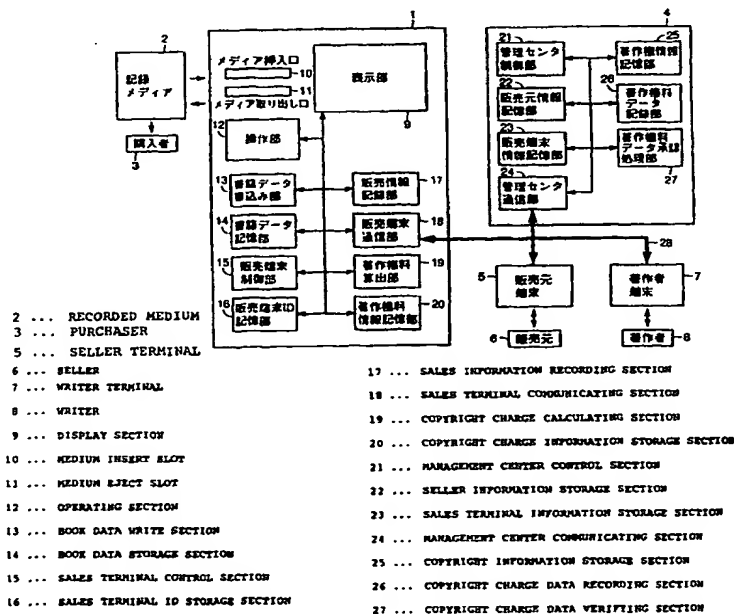 1
2
記録
メディア
メディア挿入口
10
11
メディア取り出し口
表示部
9
購入者
3
12
操作部
13
書籍データ
書込み部
14
書籍データ
記憶部
15
販売端末
制御部
16
販売端末ID
記憶部
販売情報
記録部
17
販売端末
通信部
18
著作権料
算出部
19
著作権料
情報記憶部
20
4
21
管理センタ
制御部
22
販売元情報
記憶部
23
販売端末
情報記憶部
24
管理センタ
通信部
25
著作権情報
記憶部
26
著作権料
データ記録部
著作権料
データ承認
処理部
27
28
5
販売元
端末
著作者
端末
7
6
販売元
著作者
8
2 ... RECORDED MEDIUM
3 ... PURCHASER
5 ... SELLER TERMINAL
6 ... SELLER
7 ... WRITER TERMINAL
8 ... WRITER
9 ... DISPLAY SECTION
10 ... MEDIUM INSERT SLOT
11 ... MEDIUM EJECT SLOT
12 ... OPERATING SECTION
13 ... BOOK DATA WRITE SECTION
14 ... BOOK DATA STORAGE SECTION
15 ... SALES TERMINAL CONTROL SECTION
16 ... SALES TERMINAL ID STORAGE SECTION
17 ... SALES INFORMATION RECORDING SECTION
18 ... SALES TERMINAL COMMUNICATING SECTION
19 ... COPYRIGHT CHARGE CALCULATING SECTION
20 ... COPYRIGHT CHARGE INFORMATION STORAGE SECTION
21 ... MANAGEMENT CENTER CONTROL SECTION
22 ... SELLER INFORMATION STORAGE SECTION
23 ... SALES TERMINAL INFORMATION STORAGE SECTION
24 ... MANAGEMENT CENTER COMMUNICATING SECTION
25 ... COPYRIGHT INFORMATION STORAGE SECTION
26 ... COPYRIGHT CHARGE DATA RECORDING SECTION
27 ... COPYRIGHT CHARGE DATA VERIFYING SECTION